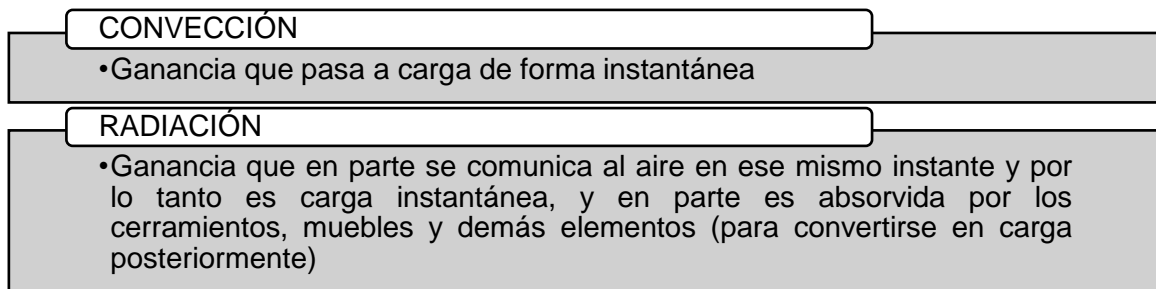 CONVECCIÓN
•Ganancia que pasa a carga de forma instantánea
RADIACIÓN
•Ganancia que en parte se comunica al aire en ese mismo instante y por
lo tanto es carga instantánea, y en parte es absorvida por los
cerramientos, muebles y demás elementos (para convertirse en carga
posteriormente)